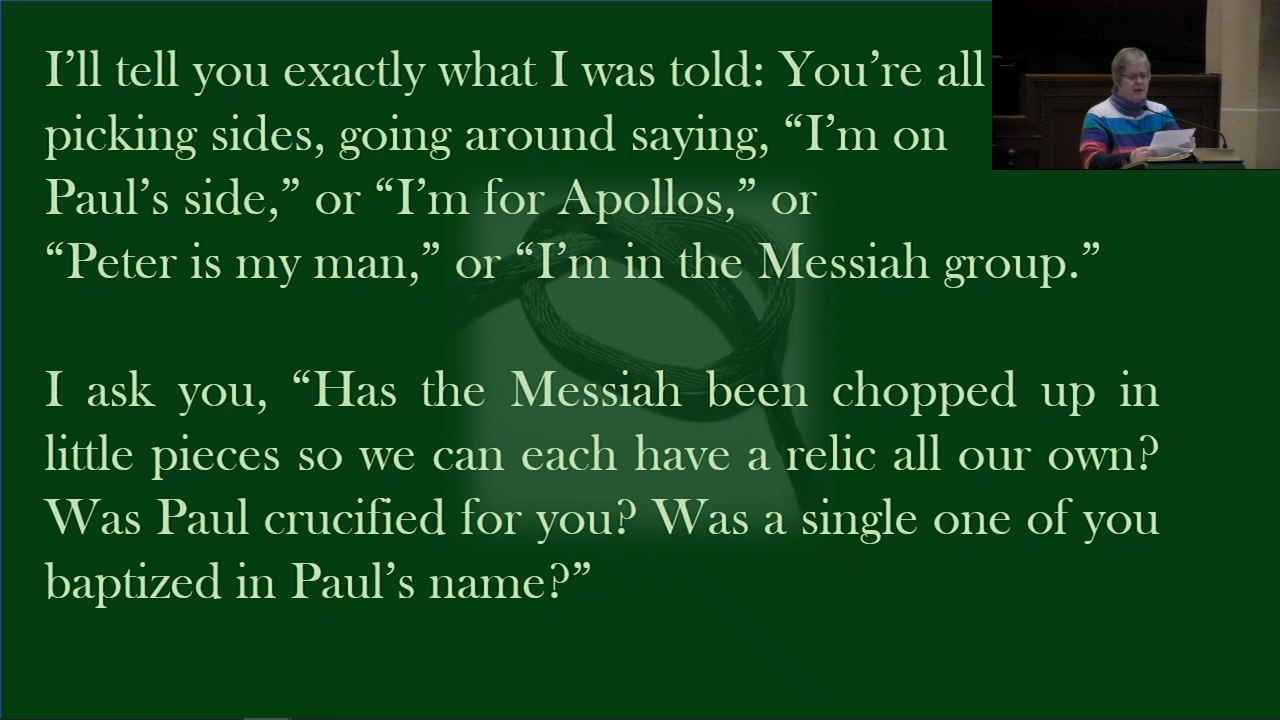 I’ll tell you exactly what I was told: You’re all
picking sides, going around saying, “I’m on
Paul’s side,” or “I’m for Apollos,” or
“Peter is my man,” or “I’m in the Messiah group.”
I ask you, “Has the Messiah been chopped up in
little pieces so we can each have a relic all our own?
Was Paul crucified for you? Was a single one of you
baptized in Paul’s name?”